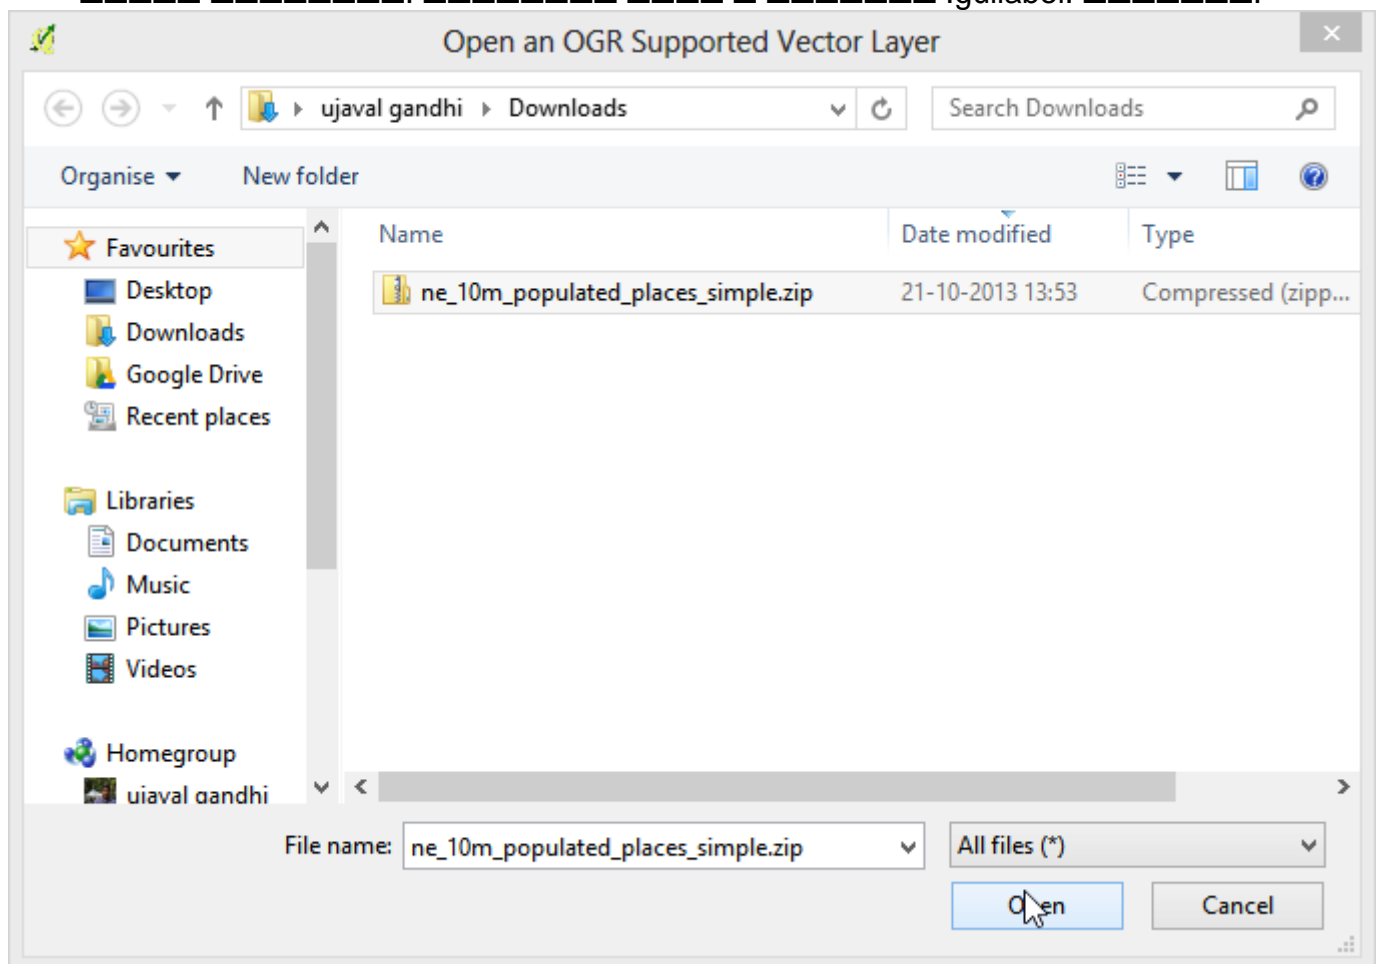 :guilabel:
Open an OGR Supported Vector Layer
ujaval gandhi Downloads
Search Downloads
Organise New folder
Name Date modified Type
Favourites
ne_10m_populated_places_simple.zip 21-10-2013 13:53 Compressed (zipp...
Desktop
Downloads
Google Drive
Recent places
Libraries
Documents
Music
Pictures
Videos
Homegroup
ujaval gandhi
File name: ne_10m_populated_places_simple.zip All files (*)
Open Cancel